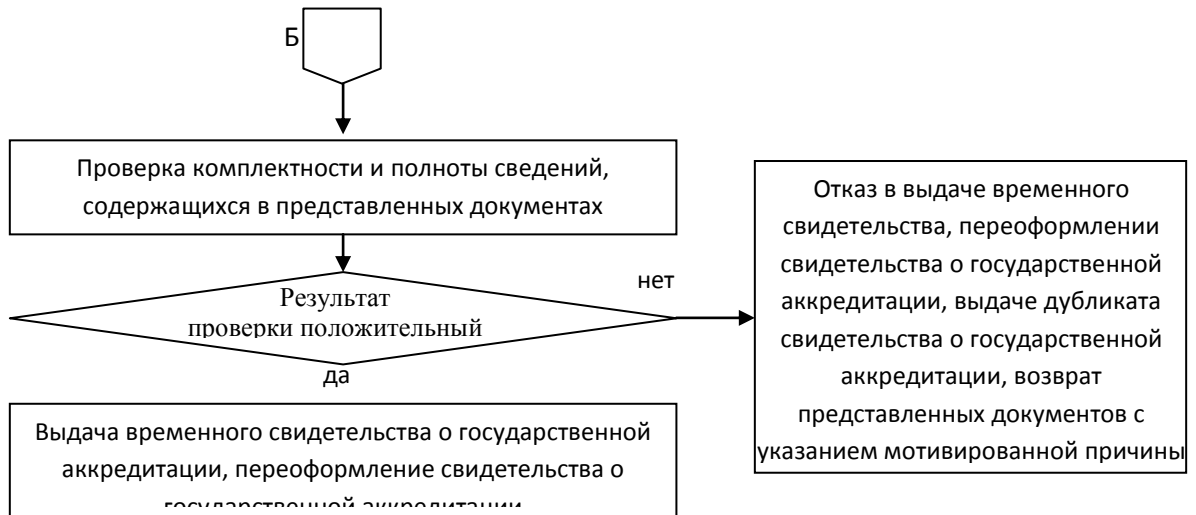 Б
Проверка комплектности и полноты сведений,
содержащихся в представленных документах
Результат
проверки положительный
нет
да
Отказ в выдаче временного
свидетельства, переоформлении
свидетельства о государственной
аккредитации, выдаче дубликата
свидетельства о государственной
аккредитации, возврат
представленных документов с
указанием мотивированной причины
Выдача временного свидетельства о государственной
аккредитации, переоформление свидетельства о
государственной аккредитации